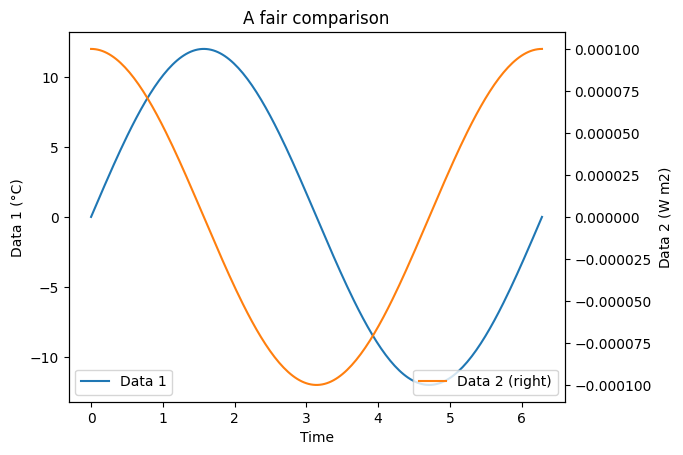 A fair comparison
Data 1 (°C)
10
5
0
−5
−10
0.000100
0.000075
0.000050
0.000025
0.000000
−0.000025
−0.000050
−0.000075
−0.000100
Data 2 (W m2)
Data 1
Data 2 (right)
0 1 2 3 4 5 6
Time